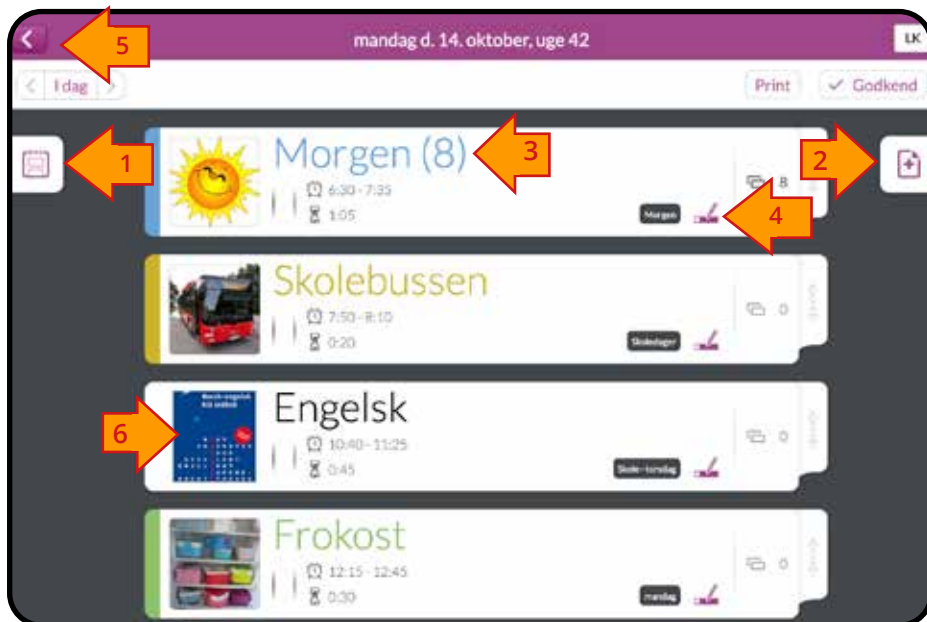 5
mandag d. 14. oktober, uge 42
LK
I dag
Print
Godkend
1
Morgen (8)
3
2
6:30 - 7:35
8
1:05
Morgen
4
Skolebussen
7:50 - 8:10
0
0:20
Skoledager
6
Engelsk
10:40 - 11:25
0
0:45
Skole-torsdag
Frokost
12:15 - 12:45
0
0:30
mandag